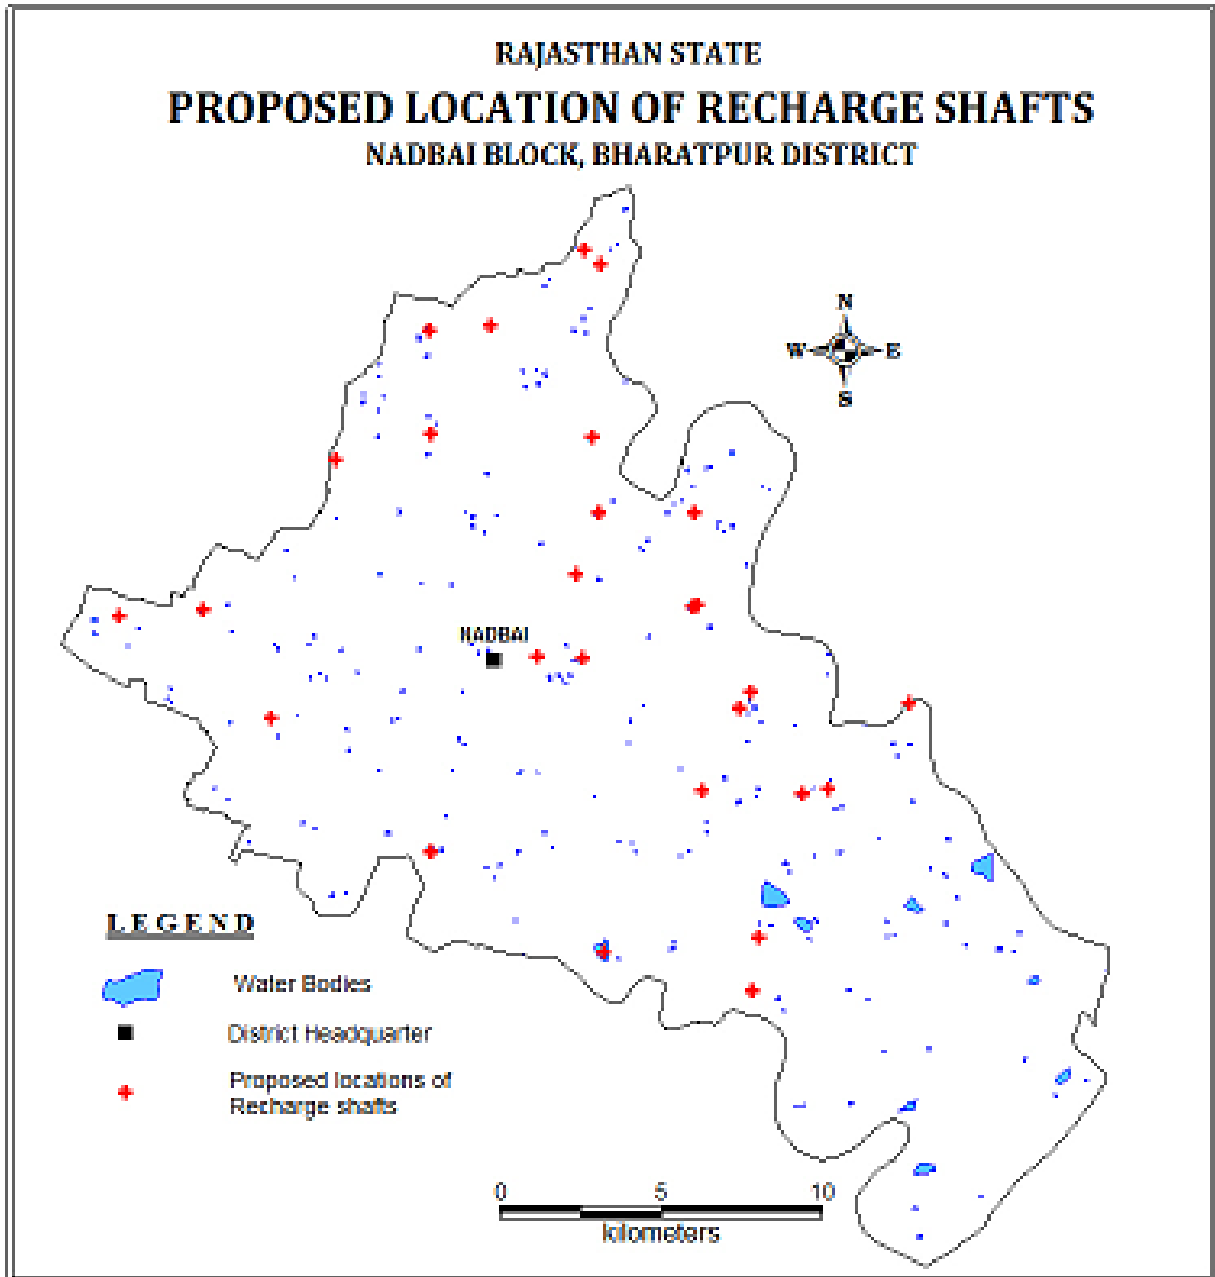 RAJASTHAN STATE
PROPOSED LOCATION OF RECHARGE SHAFTS
NADBAI BLOCK, BHARATPUR DISTRICT
N
W E
S
NADBAI
LEGEND
Water Bodies
District Headquarter
Proposed locations of
Recharge shafts
0 5 10
kilometers